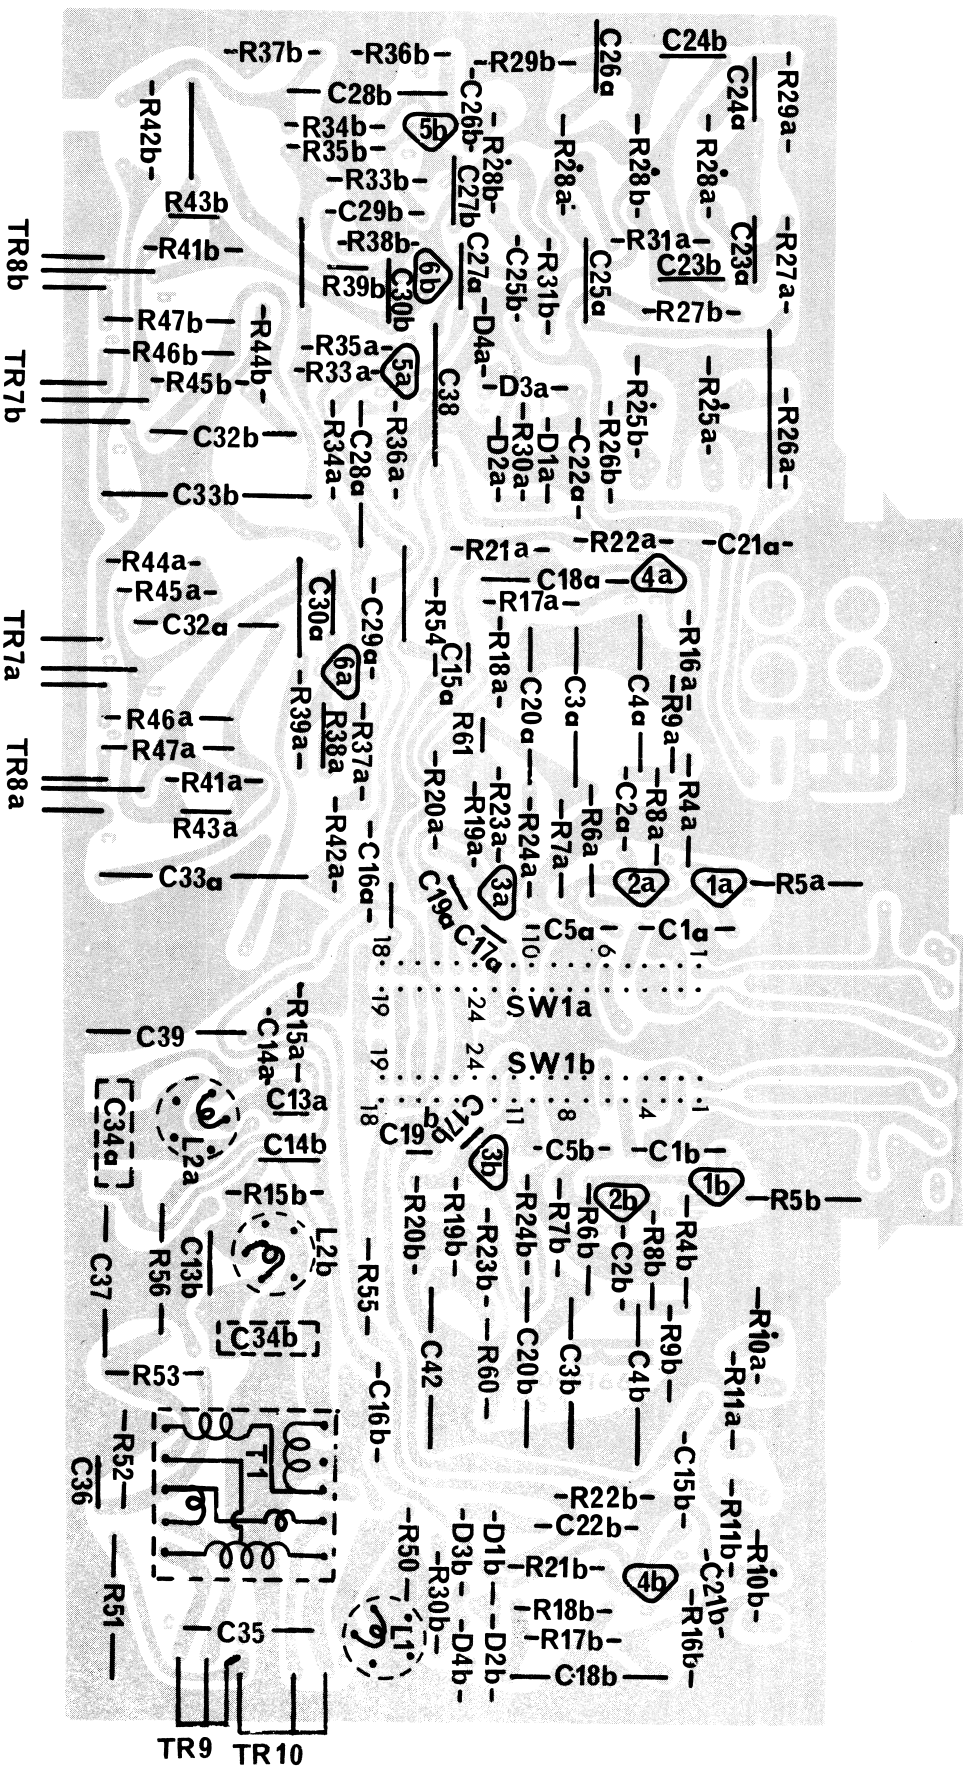 R37b
R36b
R29b
C26a
C24b
C24a
R29a
C28b
C26b
R42b
R34b
5b
R35b
R28b
R28a
R28b
R28a
R33b
C27b
R43b
C29b
TR8b
R41b
R38b
6b
C27a
C25b
R31b
C25a
R31a
C23b
C23a
R27a
R39b
C30b
R27b
R47b
R44b
D4a
R46b
R35a
5a
TR7b
R45b
R33a
C38
D3a
R25b
R25a
R26a
C32b
R34a
C28a
R36a
D2a
R30a
D1a
C22a
R26b
C33b
R44a
R21a
R22a
C21a
R45a
C30a
C29a
R54
C18a
4a
R17a
C32a
TR7a
6a
C15a
R18a
C20a
C3a
C4a
R16a
R9a
R46a
R39a
R38a
R37a
R61
R47a
TR8a
R41a
R42a
C16a
R20a
R19a
R23a
R24a
R7a
R6a
C2a
R8a
R4a
R43a
C33a
C19a
3a
2a
1a
R5a
C17a
C5a
C1a
18
10
6
1
C39
C14a
R15a
19
24
SW1a
19
24
SW1b
C13a
18
11
8
4
1
C34a
L2a
C14b
C19b
C17b
3b
C5b
C1b
R15b
2b
1b
R5b
C37
R56
C13b
L2b
R55
R20b
R19b
R23b
R24b
R7b
R6b
C2b
R8b
R4b
C34b
R53
C16b
C42
R60
C20b
C3b
C4b
R9b
R10a
R11a
R52
T1
C36
C15b
R22b
R11b
C22b
R50
D3b
D1b
R21b
4b
C21b
R10b
R51
R30b
R18b
R16b
C35
L1
R17b
D4b
D2b
C18b
TR9
TR10